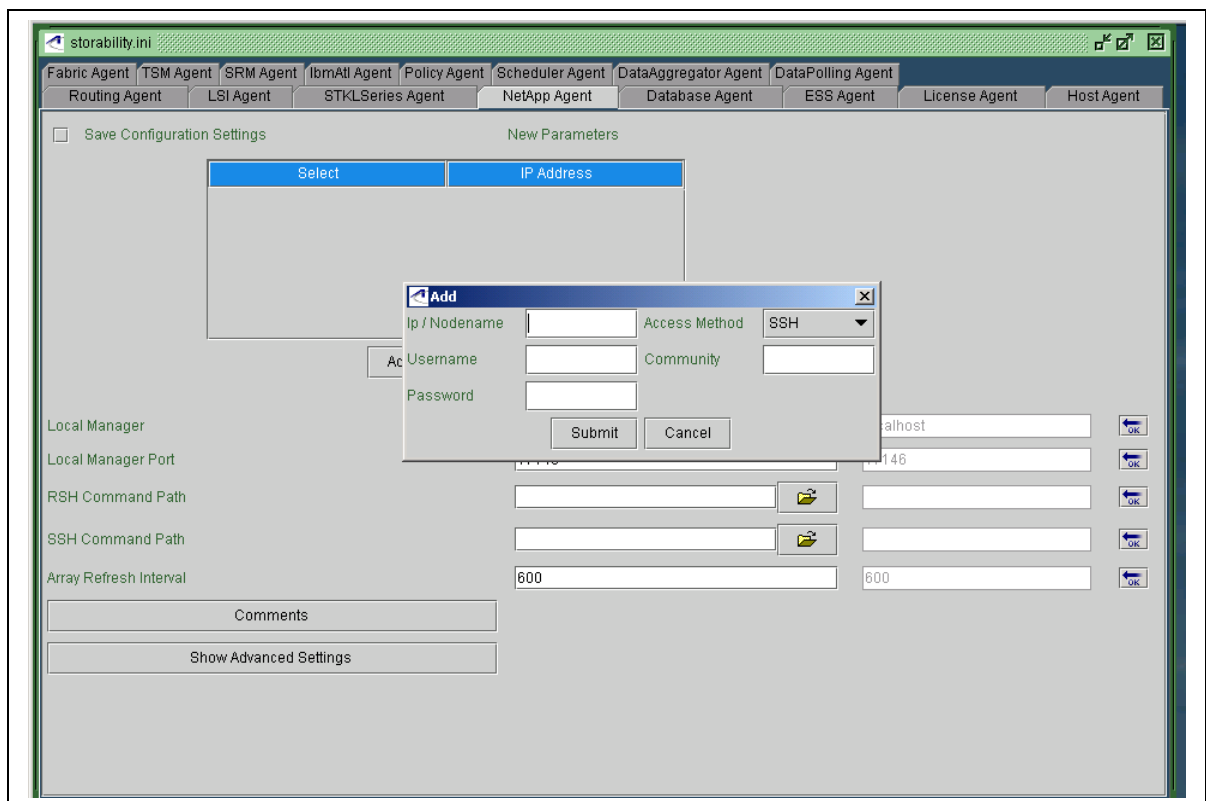 storability.ini
Fabric Agent TSM Agent SRM Agent IbmAtl Agent Policy Agent Scheduler Agent DataAggregator Agent DataPolling Agent
Routing Agent LSI Agent STKLSeries Agent NetApp Agent Database Agent ESS Agent License Agent Host Agent
Save Configuration Settings New Parameters
Select IP Address
Add
Ip / Nodename Access Method SSH
Username Community
Password
Submit Cancel
Local Manager alhost
Local Manager Port 146
RSH Command Path
SSH Command Path
Array Refresh Interval 600 600
Comments
Show Advanced Settings